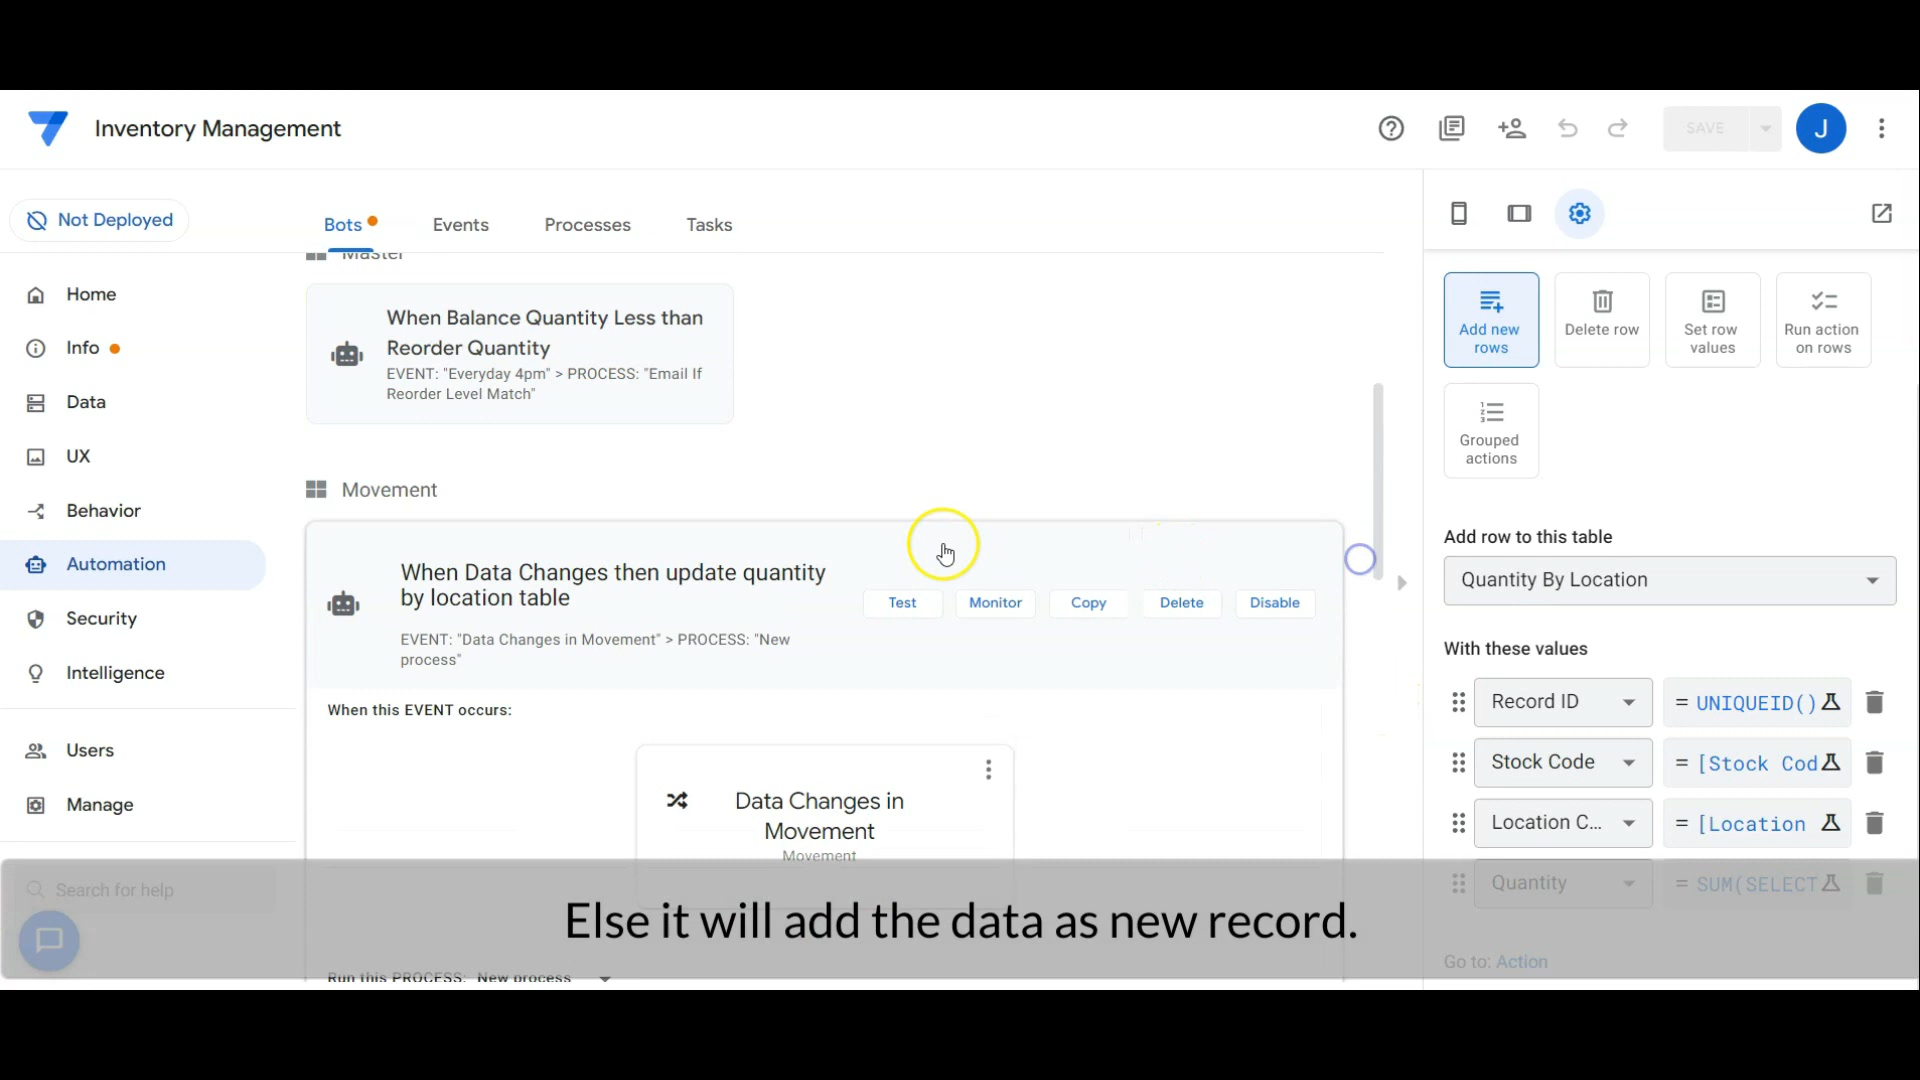 Inventory Management
SAVE
J
Not Deployed
Bots
Events
Processes
Tasks
Home
Info
Data
UX
Behavior
Automation
Security
Intelligence
Users
Manage
Search for help
Master
When Balance Quantity Less than
Reorder Quantity
EVENT: "Everyday 4pm" > PROCESS: "Email If
Reorder Level Match"
Movement
When Data Changes then update quantity
by location table
EVENT: "Data Changes in Movement" > PROCESS: "New
process"
Test
Monitor
Copy
Delete
Disable
When this EVENT occurs:
Data Changes in
Movement
Movement
Run this PROCESS: New process
Add new
rows
Delete row
Set row
values
Run action
on rows
Grouped
actions
Add row to this table
Quantity By Location
With these values
Record ID
= UNIQUEID()
Stock Code
= [Stock Cod
Location C...
= [Location
Quantity
= SUM(SELECT
Go to: Action
Else it will add the data as new record.